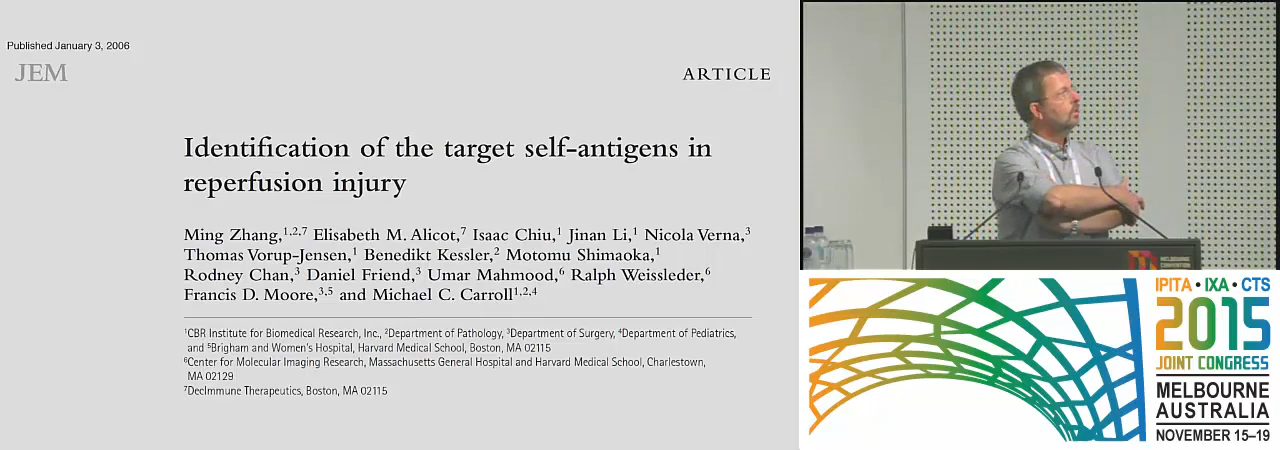 Published January 3, 2006
JEM
ARTICLE
Identification of the target self-antigens in
reperfusion injury
Ming Zhang,1,2,7 Elisabeth M. Alicot,7 Isaac Chiu,1 Jinan Li,1 Nicola Verna,3
Thomas Vorup-Jensen,1 Benedikt Kessler,2 Motomu Shimaoka,1
Rodney Chan,3 Daniel Friend,3 Umar Mahmood,6 Ralph Weissleder,6
Francis D. Moore,3,5 and Michael C. Carroll1,2,4
1CBR Institute for Biomedical Research, Inc., 2Department of Pathology, 3Department of Surgery, 4Department of Pediatrics,
and 5Brigham and Women's Hospital, Harvard Medical School, Boston, MA 02115
6Center for Molecular Imaging Research, Massachusetts General Hospital and Harvard Medical School, Charlestown,
MA 02129
7DecImmune Therapeutics, Boston, MA 02115
MELBOURNE
IPITA • IXA • CTS
2015
JOINT CONGRESS
MELBOURNE
AUSTRALIA
NOVEMBER 15–19